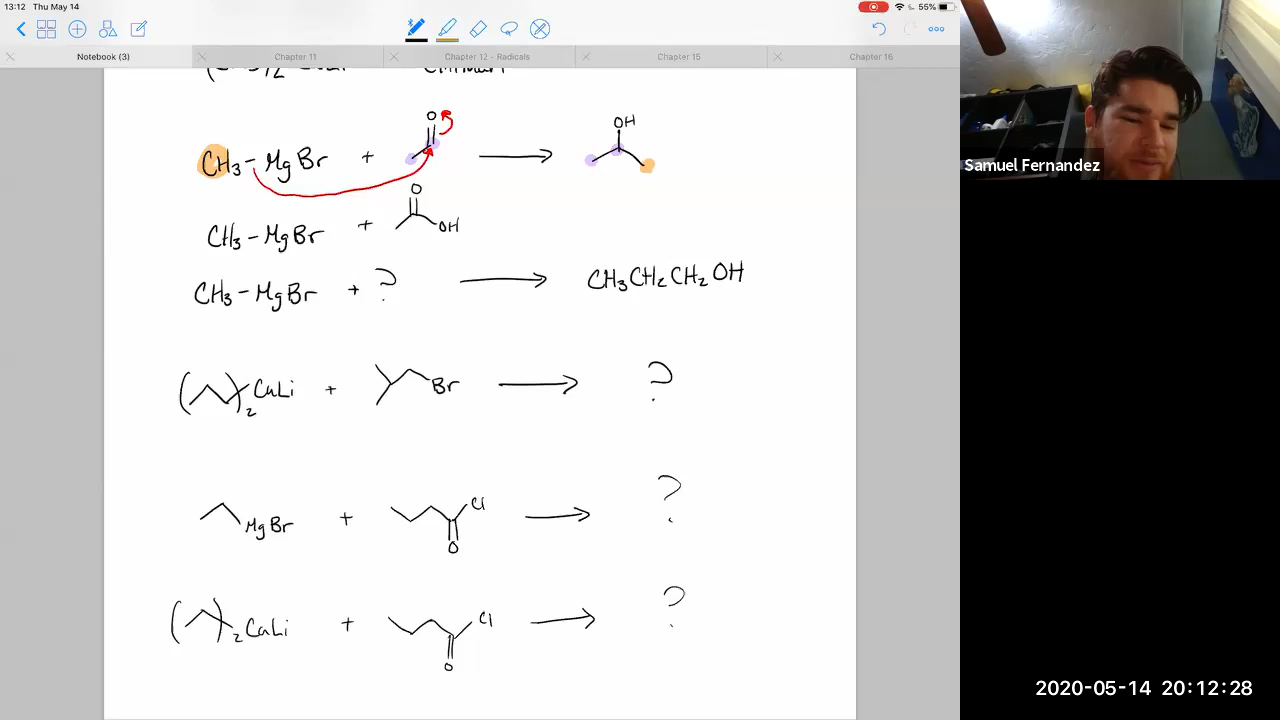 13:12 Thu May 14
55%
Notebook (3) Chapter 11 Chapter 12 - Radicals Chapter 15 Chapter 16
O OH
CH3-MgBr + →
O
CH3-MgBr + OH
CH3-MgBr + ? → CH3CH2CH2OH
( )2CuLi + Br → ?
MgBr + Cl → ?
O
( )2CuLi + Cl → ?
O
Samuel Fernandez
2020-05-14 20:12:28